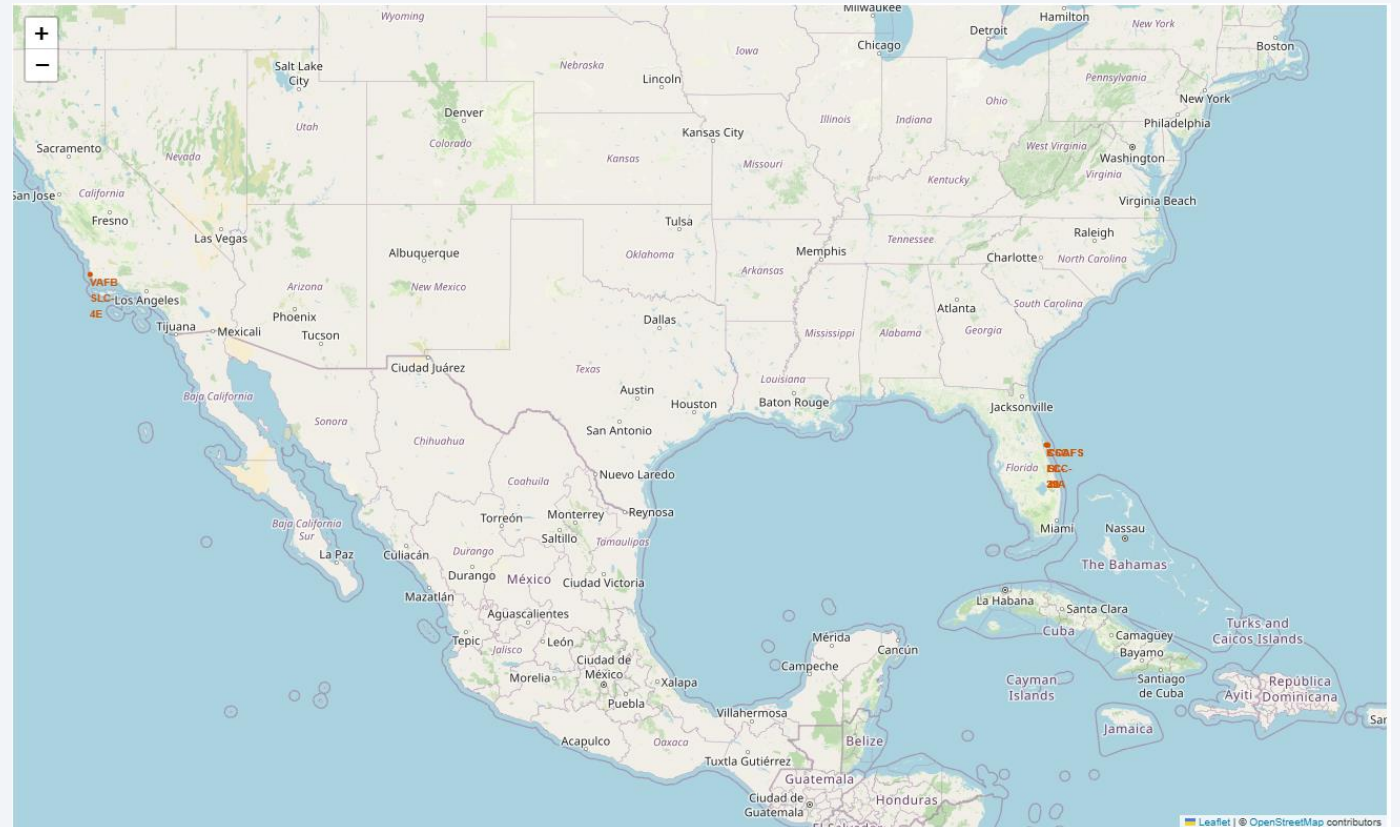 +
−
Wyoming
Milwaukee
Hamilton
New York
Detroit
Chicago
Boston
Salt Lake
City
Iowa
Nebraska
Lincoln
Pennsylvania
New York
Ohio
Denver
Utah
Colorado
Illinois
Indiana
Philadelphia
Kansas City
Sacramento
Nevada
Kansas
Missouri
West Virginia
Washington
Virginia
San Jose
California
Kentucky
Virginia Beach
Fresno
Tulsa
Las Vegas
Raleigh
Albuquerque
Oklahoma
Memphis
Tennessee
Charlotte
North Carolina
Arkansas
VAFB
SLC-
4E
Los Angeles
Arizona
New Mexico
South Carolina
Atlanta
Phoenix
Dallas
Tijuana
Mexicali
Tucson
Mississippi
Alabama
Georgia
Ciudad Juárez
Texas
Louisiana
Baja California
Austin
Houston
Baton Rouge
Jacksonville
Sonora
San Antonio
Chihuahua
Florida
Nuevo Laredo
Coahuila
Torreón
Monterrey
Reynosa
Baja California
Sur
Saltillo
Tamaulipas
Miami
Nassau
La Paz
Culiacán
Durango
The Bahamas
Durango
México
Ciudad Victoria
Mazatlán
La Habana
Santa Clara
Aguascalientes
Turks and
Caicos Islands
Cuba
Camagüey
Tepic
León
Mérida
Cancún
Bayamo
Jalisco
Ciudad de
México
Campeche
Morelia
Xalapa
Cayman
Islands
Santiago
de Cuba
República
Dominicana
Ayiti
Puebla
Villahermosa
Jamaica
Acapulco
Oaxaca
Belize
Tuxtla Gutiérrez
Guatemala
Ciudad de
Guatemala
Honduras
El Salvador
Leaflet | © OpenStreetMap contributors